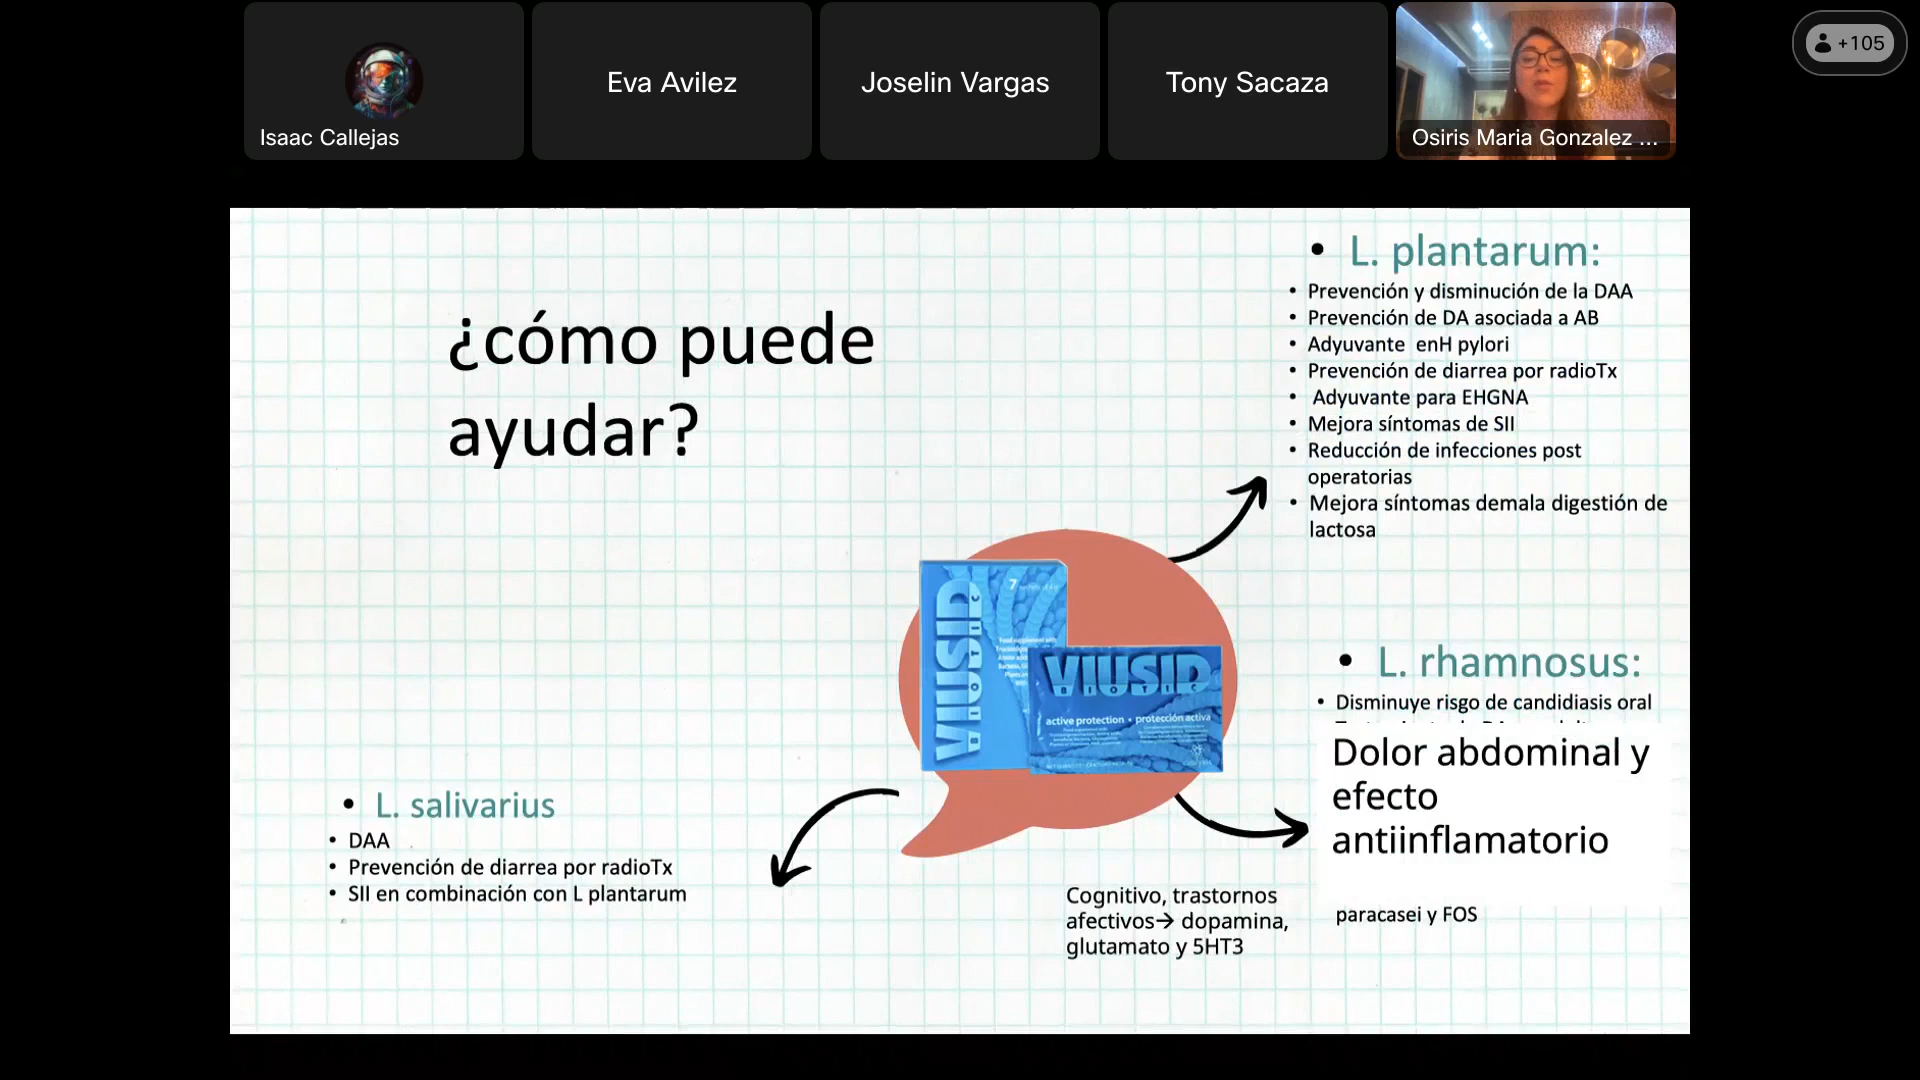 Isaac Callejas
Eva Avilez
Joselin Vargas
Tony Sacaza
Osiris Maria Gonzalez ...
+105
¿cómo puede
ayudar?
• L. plantarum:
• Prevención y disminución de la DAA
• Prevención de DA asociada a AB
• Adyuvante enH pylori
• Prevención de diarrea por radioTx
• Adyuvante para EHGNA
• Mejora síntomas de SII
• Reducción de infecciones post
operatorias
• Mejora síntomas demala digestión de
lactosa
VIUSID
BIOTIC
7
VIUSID
BIOTIC
active protection • protección activa
• L. rhamnosus:
• Disminuye risgo de candidiasis oral
Dolor abdominal y
efecto
antiinflamatorio
paracasei y FOS
• L. salivarius
• DAA
• Prevención de diarrea por radioTx
• SII en combinación con L plantarum
Cognitivo, trastornos
afectivos→ dopamina,
glutamato y 5HT3